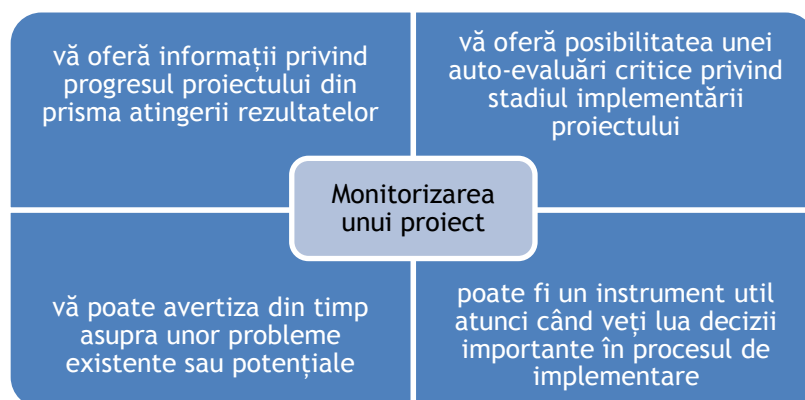 vă oferă informații privind
progresul proiectului din
prisma atingerii rezultatelor
vă oferă posibilitatea unei
auto-evaluări critice privind
stadiul implementării
proiectului
Monitorizarea
unui proiect
vă poate avertiza din timp
asupra unor probleme
existente sau potențiale
poate fi un instrument util
atunci când veți lua decizii
importante în procesul de
implementare